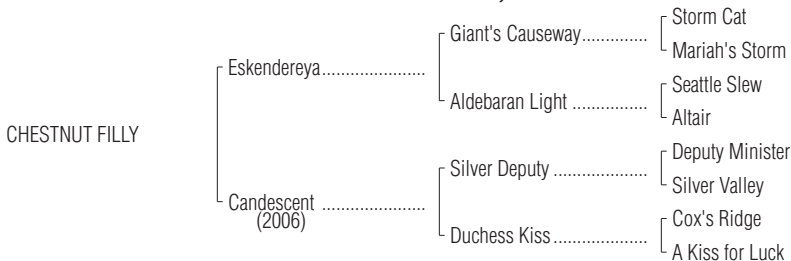 Storm Cat
Giant's Causeway..............
Mariah's Storm
Eskendereya......................
Seattle Slew
Aldebaran Light ................
Altair
CHESTNUT FILLY
Deputy Minister
Silver Deputy ....................
Silver Valley
Candescent ......................
(2006)
Cox's Ridge
Duchess Kiss....................
A Kiss for Luck